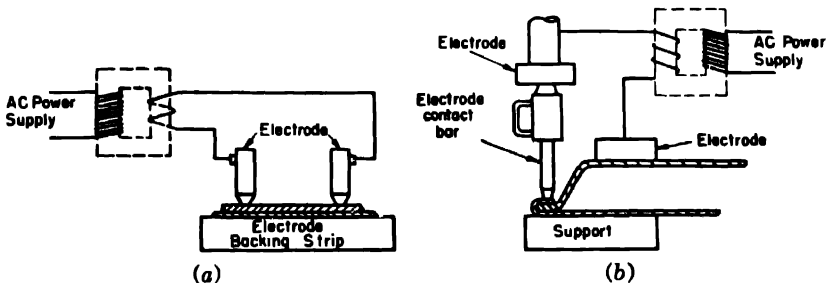 AC Power
Supply
Electrode
Electrode
Backing Strip
(a)
Electrode
AC Power
Supply
Electrode
contact
bar
Electrode
Support
(b)